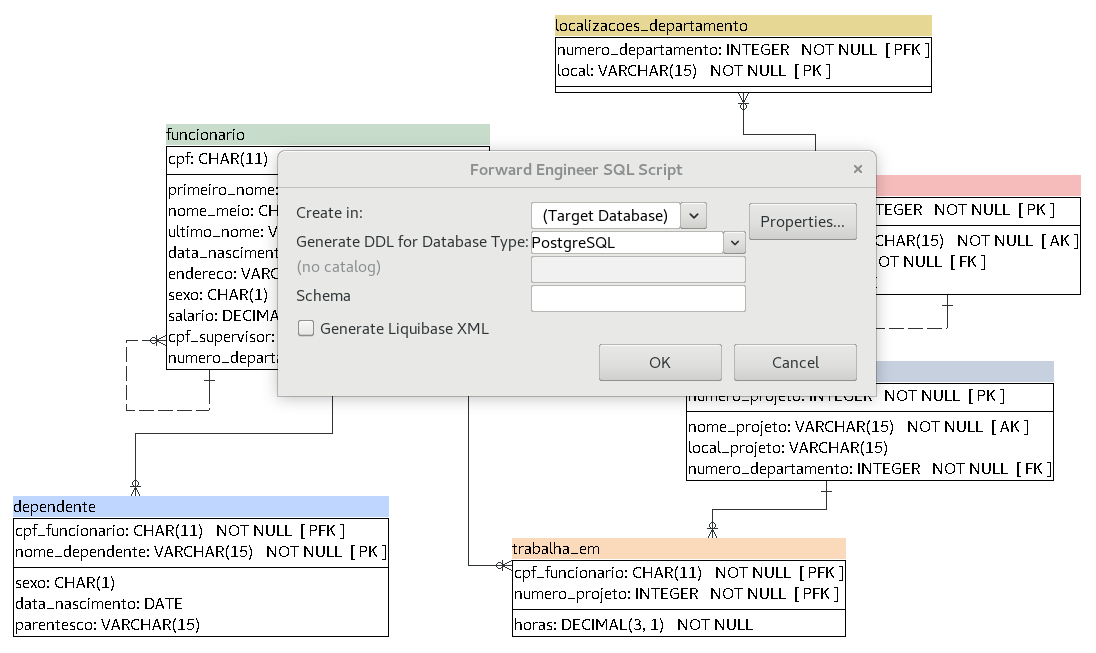 localizacoes_departamento
numero_departamento: INTEGER NOT NULL [ PFK ]
local: VARCHAR(15) NOT NULL [ PK ]
funcionario
cpf: CHAR(11)
primeiro_nome:
nome_meio: CH
ultimo_nome: V
data_nasciment
endereco: VARC
sexo: CHAR(1)
salario: DECIMA
cpf_supervisor:
numero_departa
Forward Engineer SQL Script
×
Create in:
(Target Database)
Properties...
Generate DDL for Database Type:
PostgreSQL
(no catalog)
Schema
Generate Liquibase XML
OK
Cancel
TEGER NOT NULL [ PK ]
CHAR(15) NOT NULL [ AK ]
OT NULL [ FK ]
numero_projeto: INTEGER NOT NULL [ PK ]
nome_projeto: VARCHAR(15) NOT NULL [ AK ]
local_projeto: VARCHAR(15)
numero_departamento: INTEGER NOT NULL [ FK ]
dependente
cpf_funcionario: CHAR(11) NOT NULL [ PFK ]
nome_dependente: VARCHAR(15) NOT NULL [ PK ]
sexo: CHAR(1)
data_nascimento: DATE
parentesco: VARCHAR(15)
trabalha_em
cpf_funcionario: CHAR(11) NOT NULL [ PFK ]
numero_projeto: INTEGER NOT NULL [ PFK ]
horas: DECIMAL(3, 1) NOT NULL